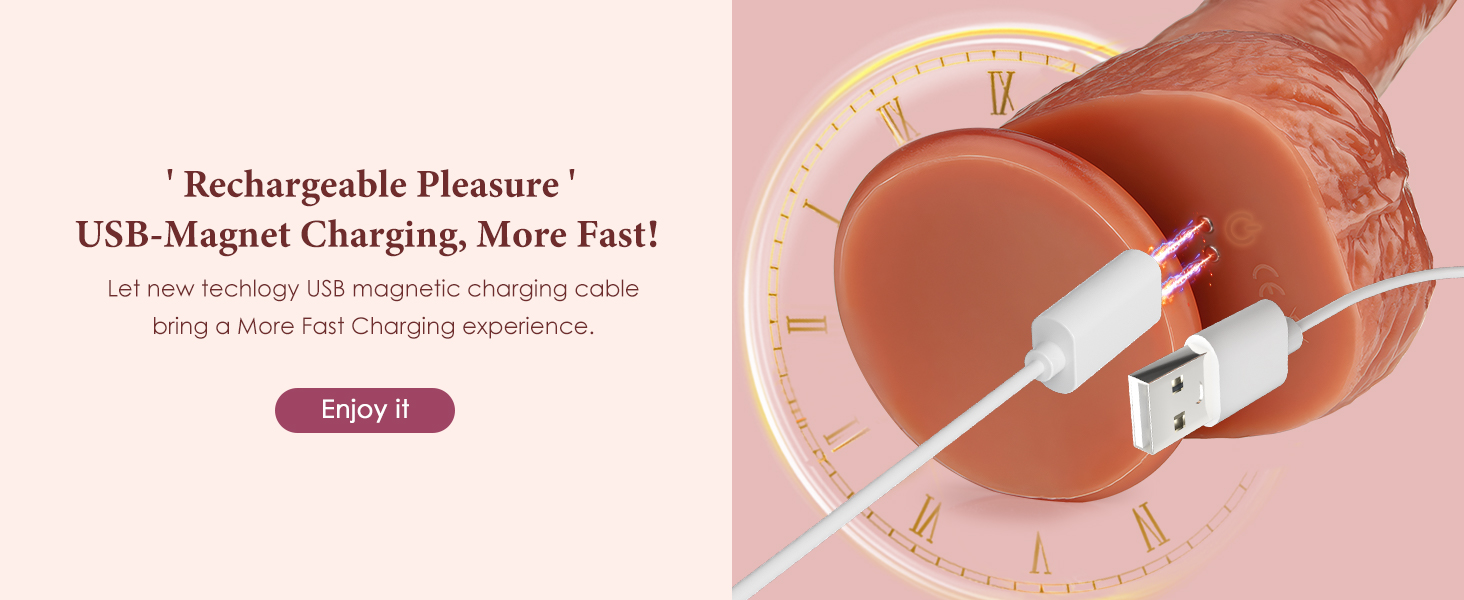 ' Rechargeable Pleasure '
USB-Magnet Charging, More Fast!
Let new techlogy USB magnetic charging cable
bring a More Fast Charging experience.
Enjoy it
CE